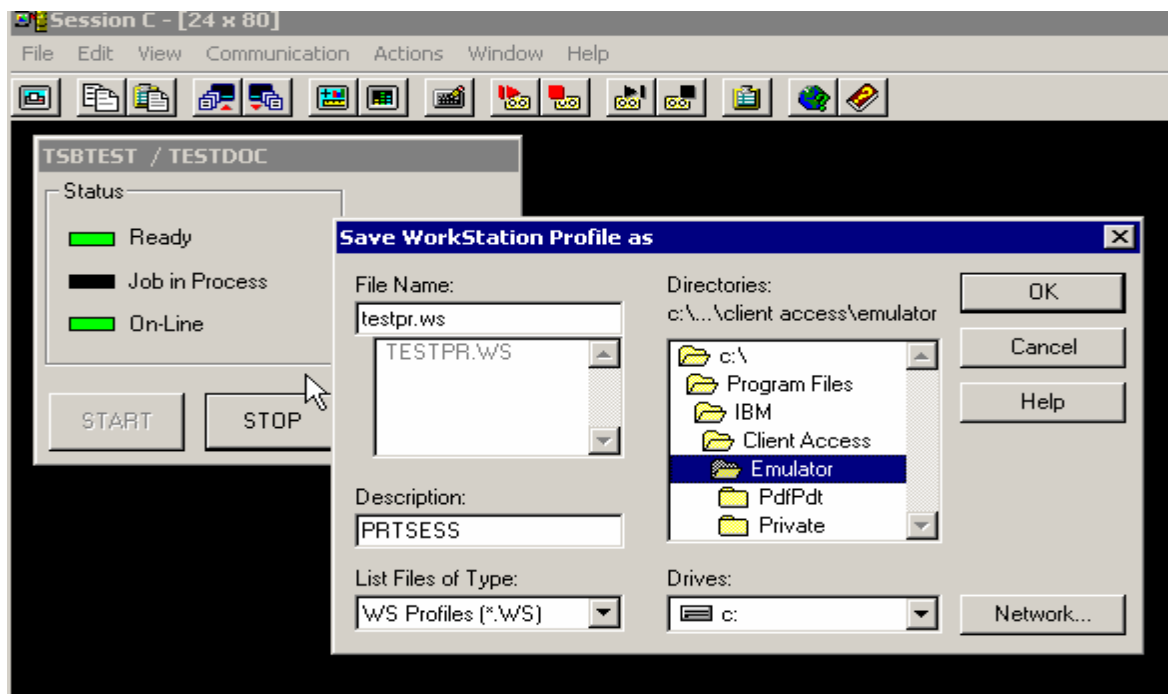 Session C - [24 x 80]
File Edit View Communication Actions Window Help
TSBTEST / TESTDOC
Status
Ready
Job in Process
On-Line
START STOP
Save WorkStation Profile as
File Name:
testpr.ws
TESTPR.WS
Description:
PRTSESS
List Files of Type:
WS Profiles (*.WS)
Directories:
c:\...\client access\emulator
c:\
Program Files
IBM
Client Access
Emulator
PdfPdt
Private
Drives:
c:
OK
Cancel
Help
Network...